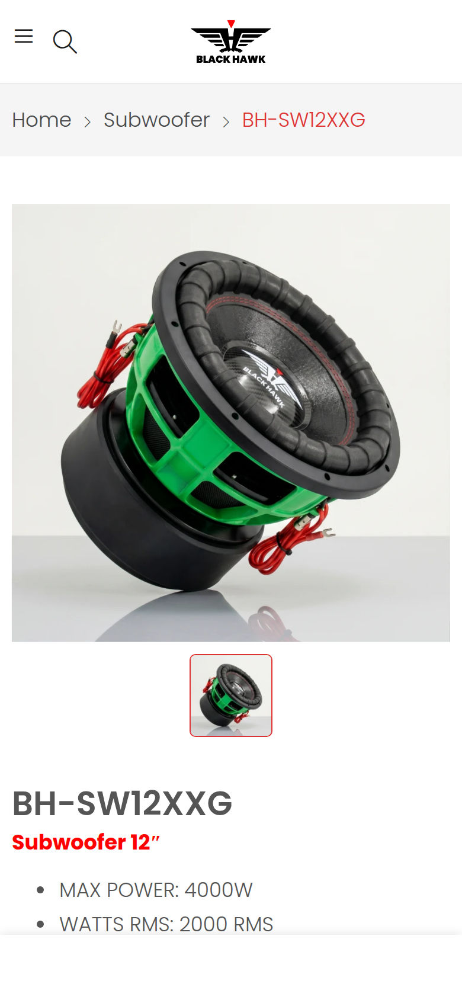 BLACK HAWK
Home > Subwoofer > BH-SW12XXG
BLACK HAWK
BH-SW12XXG
Subwoofer 12″
• MAX POWER: 4000W
• WATTS RMS: 2000 RMS